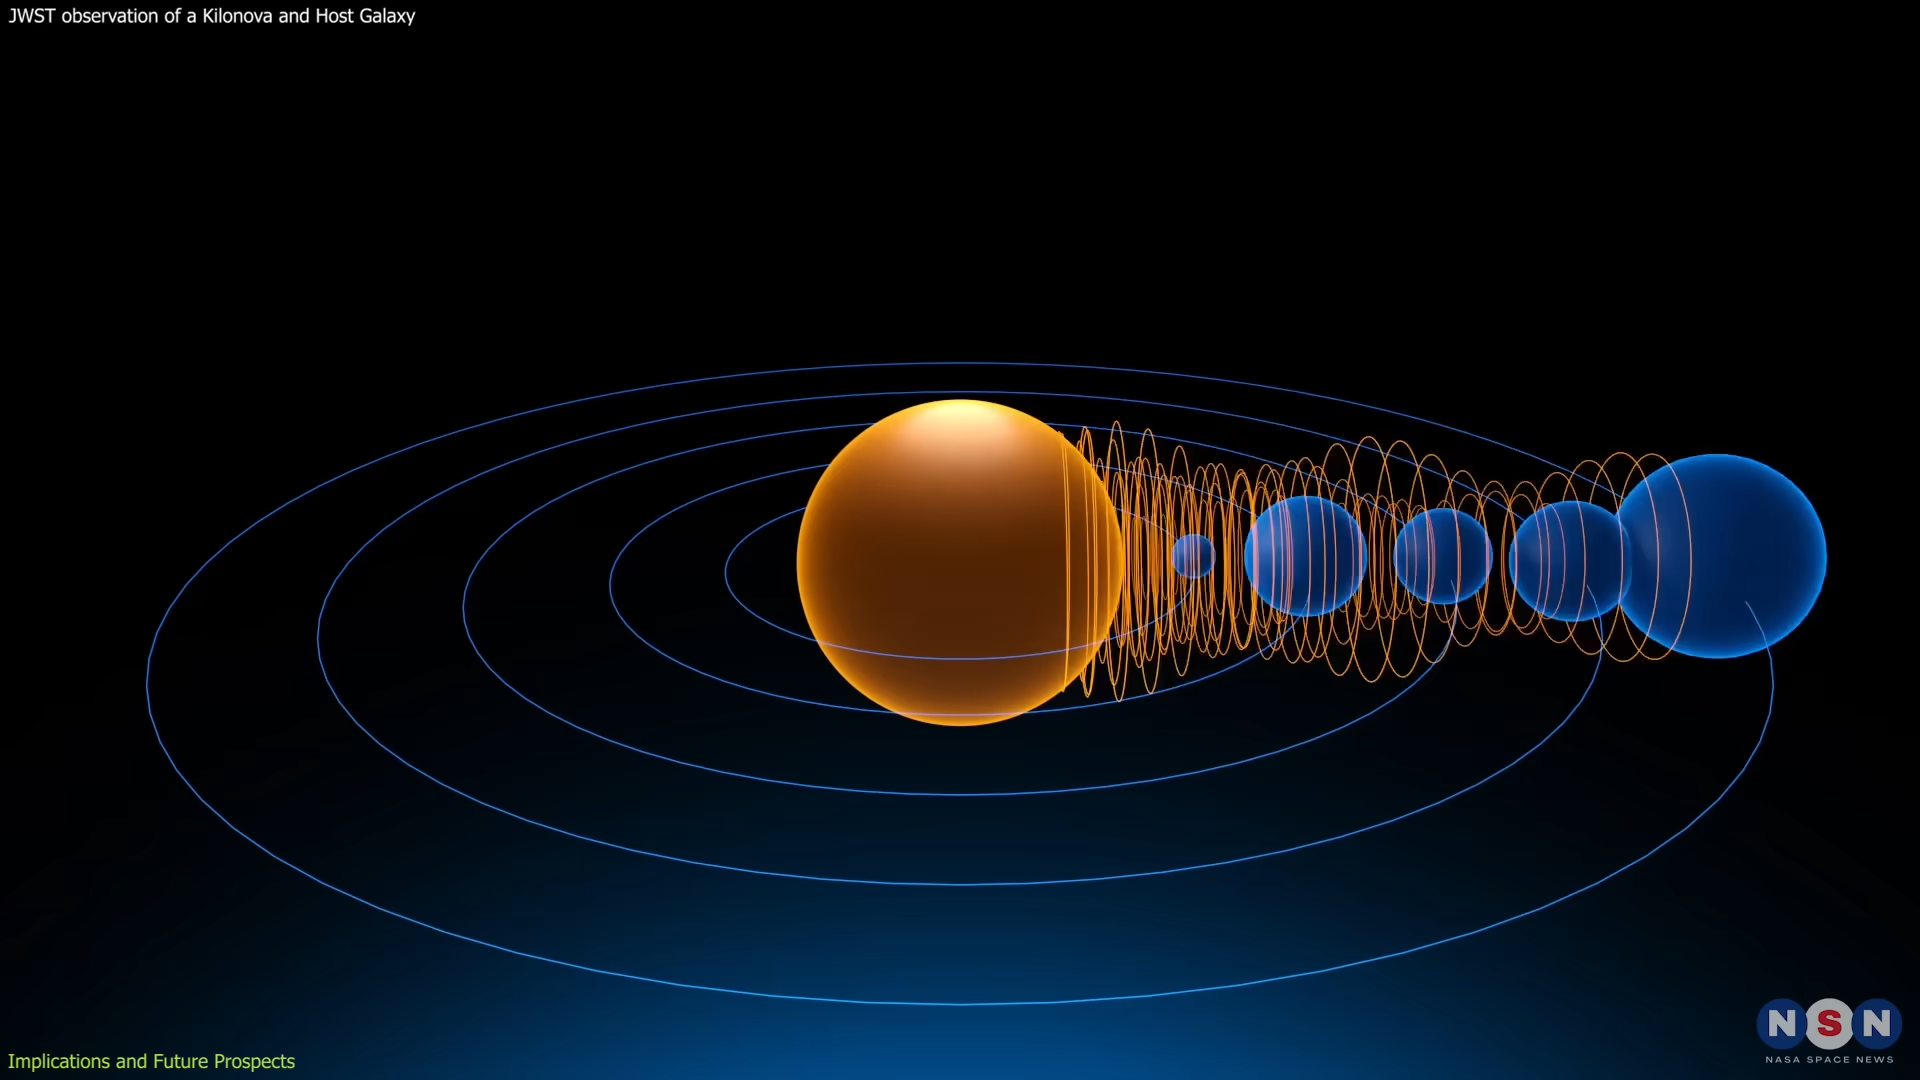 JWST observation of a Kilonova and Host Galaxy
Implications and Future Prospects
NSN
NASA SPACE NEWS